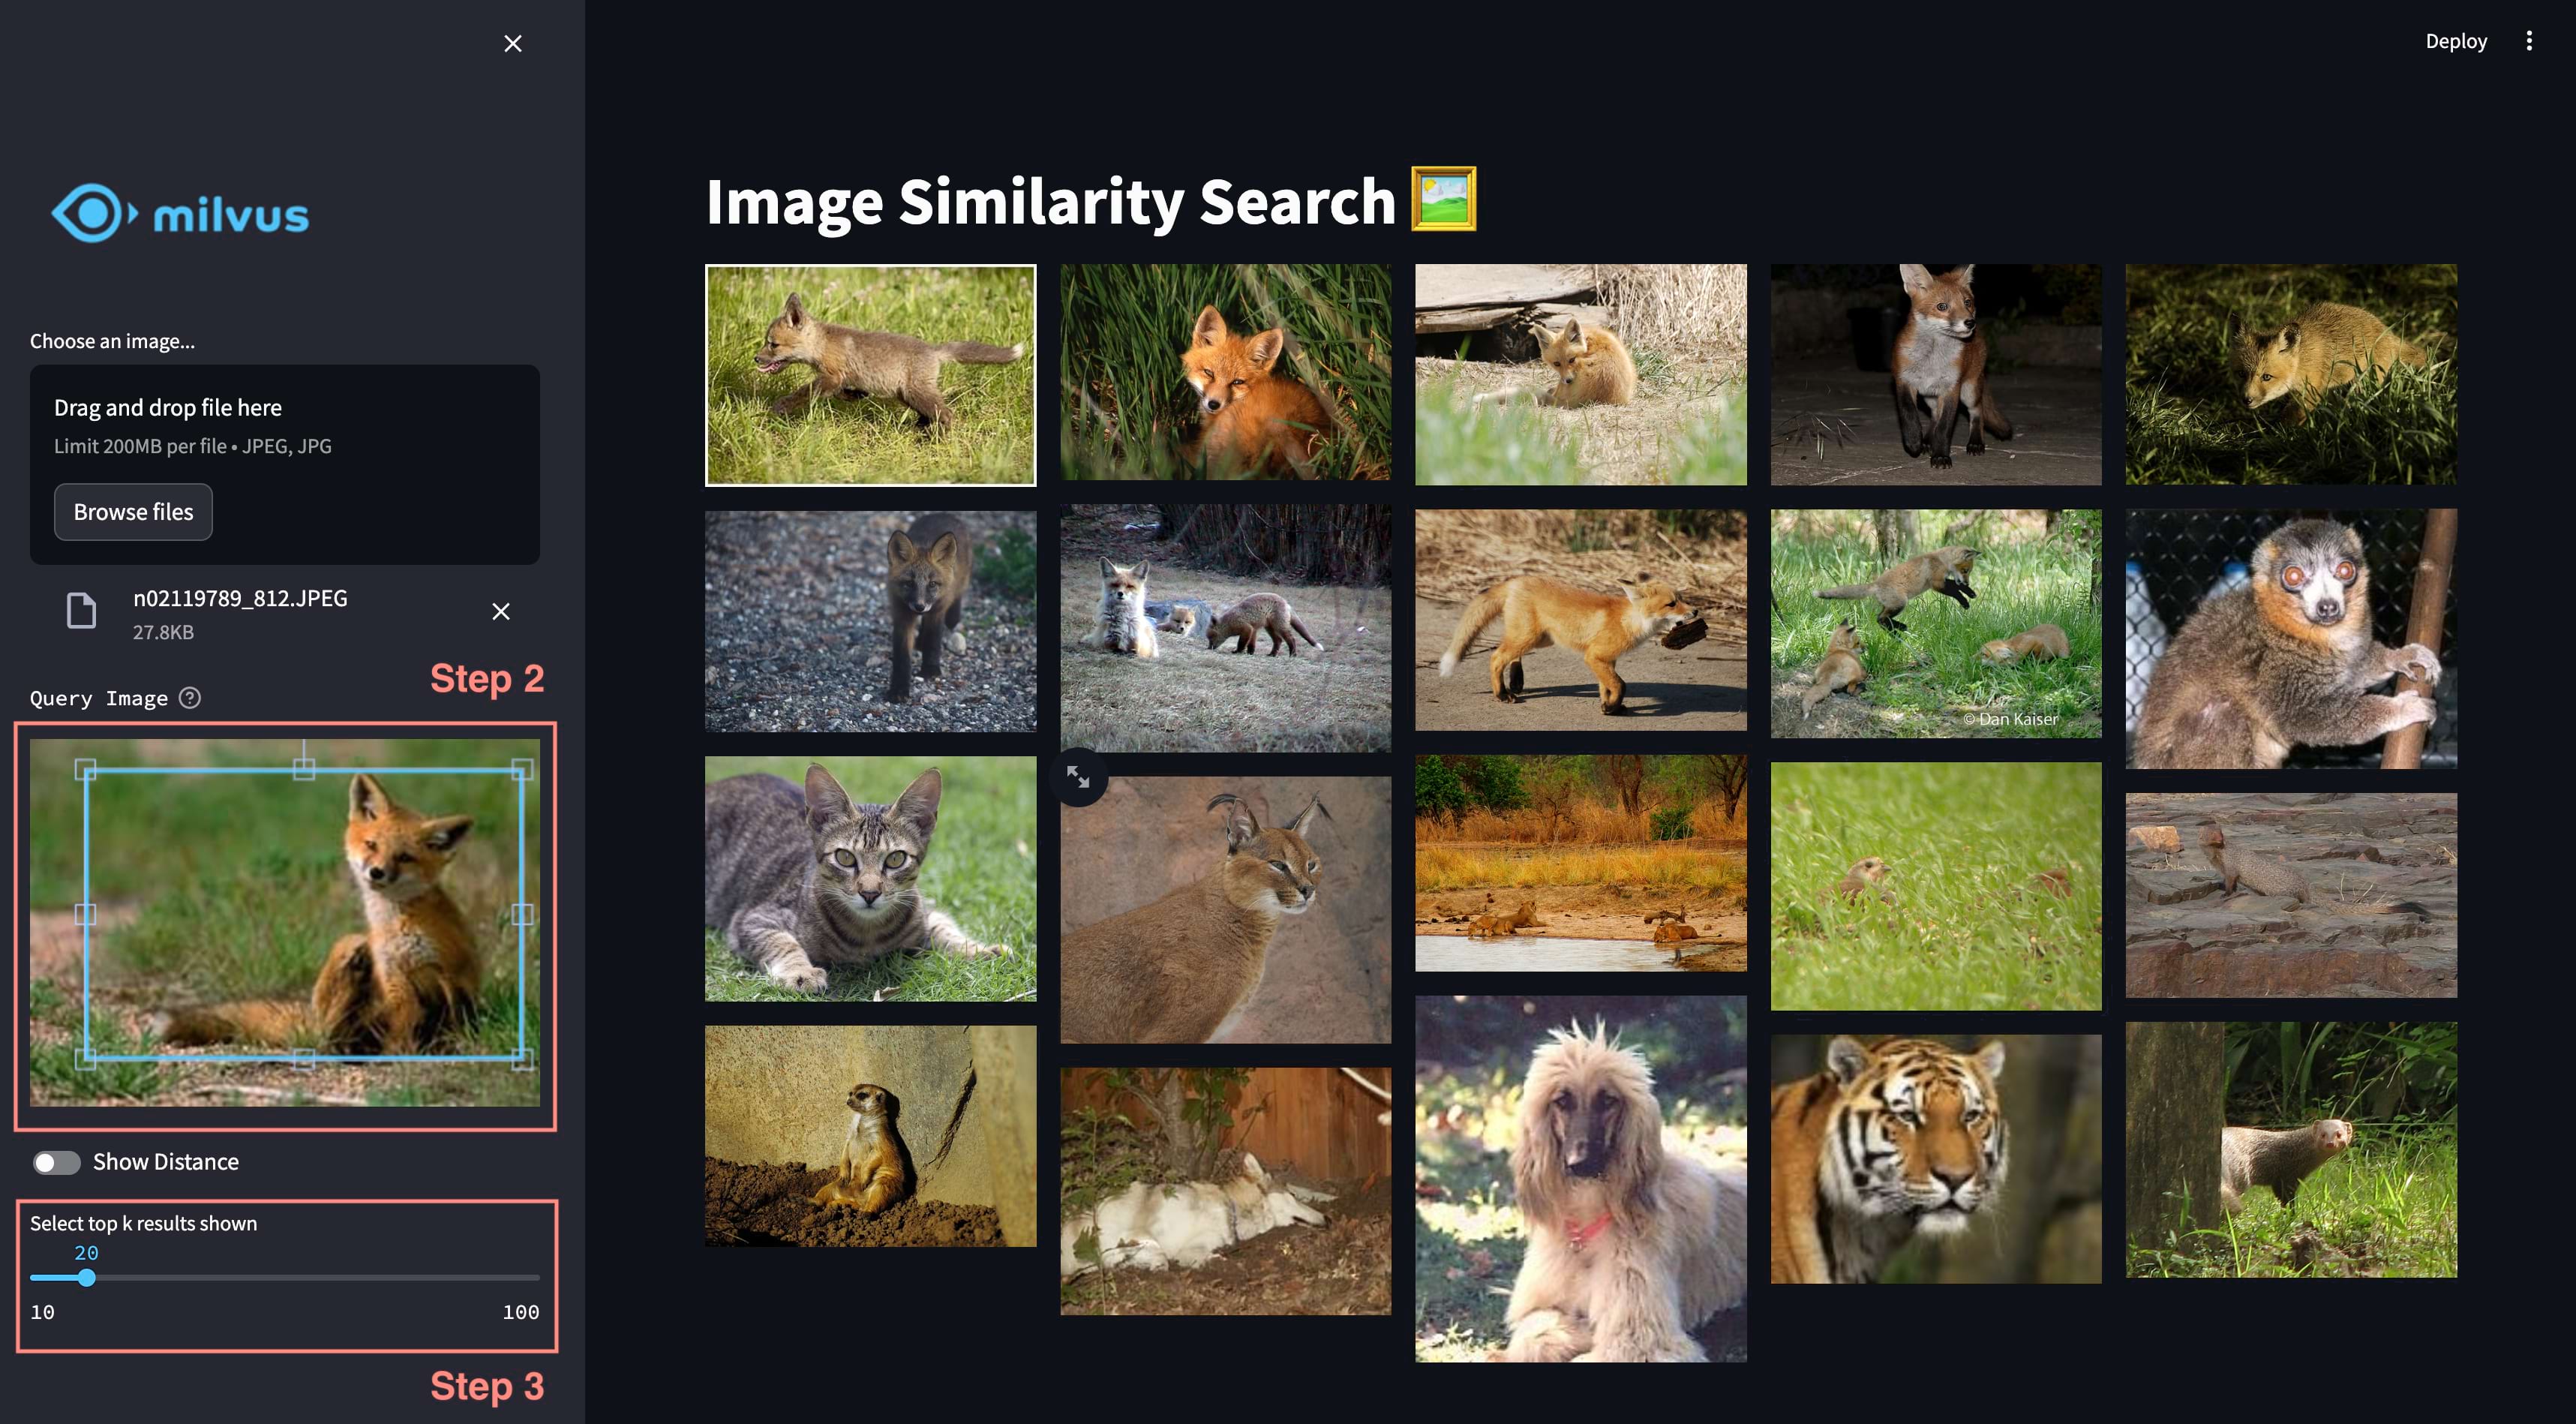 Deploy
milvus
Choose an image...
Drag and drop file here
Limit 200MB per file • JPEG, JPG
Browse files
n02119789_812.JPEG
27.8KB
Step 2
Query Image
Show Distance
Select top k results shown
20
10 100
Step 3
Image Similarity Search
© Dan Kaiser